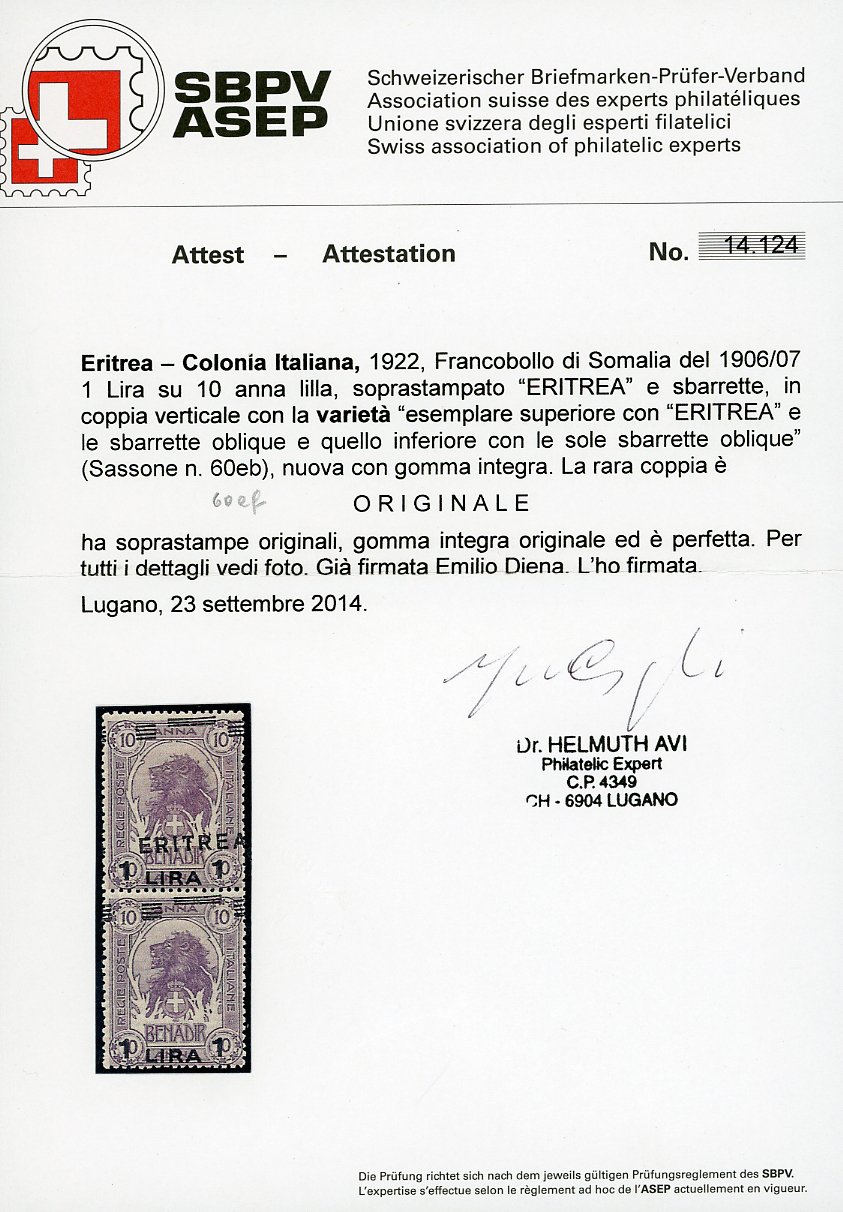 SBPV
ASEP
Schweizerischer Briefmarken-Prüfer-Verband
Association suisse des experts philatéliques
Unione svizzera degli esperti filatelici
Swiss association of philatelic experts
Attest – Attestation No. 14.124
Eritrea – Colonia Italiana, 1922, Francobollo di Somalia del 1906/07
1 Lira su 10 anna lilla, soprastampato “ERITREA” e sbarrette, in
coppia verticale con la varietà “esemplare superiore con “ERITREA” e
le sbarrette oblique e quello inferiore con le sole sbarrette oblique”
(Sassone n. 60eb), nuova con gomma integra. La rara coppia è
60ef
ORIGINALE
ha soprastampe originali, gomma integra originale ed è perfetta. Per
tutti i dettagli vedi foto. Già firmata Emilio Diena. L’ho firmata.
Lugano, 23 settembre 2014.
Dr. HELMUTH AVI
Philatelic Expert
C.P. 4349
CH - 6904 LUGANO
10 ANNA 10
REGIE POSTE
ITALIANE
ERITREA
BENADIR
1 LIRA 1
10 ANNA 10
REGIE POSTE
ITALIANE
BENADIR
1 LIRA 1
Die Prüfung richtet sich nach dem jeweils gültigen Prüfungsreglement des SBPV.
L’expertise s’effectue selon le règlement ad hoc de l’ASEP actuellement en vigueur.